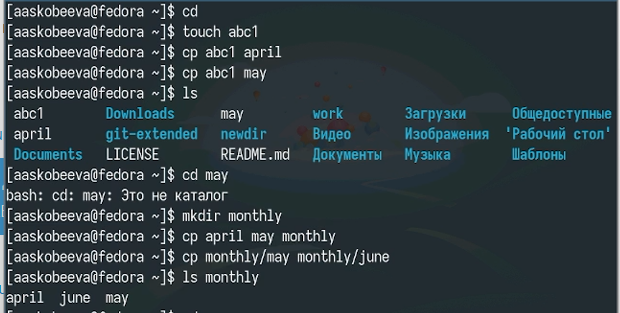 [aaskobeeva@fedora ~]$ cd
[aaskobeeva@fedora ~]$ touch abc1
[aaskobeeva@fedora ~]$ cp abc1 april
[aaskobeeva@fedora ~]$ cp abc1 may
[aaskobeeva@fedora ~]$ ls
abc1 Downloads may work Загрузки Общедоступные
april git-extended newdir Видео Изображения 'Рабочий стол'
Documents LICENSE README.md Документы Музыка Шаблоны
[aaskobeeva@fedora ~]$ cd may
bash: cd: may: Это не каталог
[aaskobeeva@fedora ~]$ mkdir monthly
[aaskobeeva@fedora ~]$ cp april may monthly
[aaskobeeva@fedora ~]$ cp monthly/may monthly/june
[aaskobeeva@fedora ~]$ ls monthly
april june may